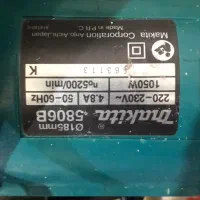 makita 5806B
Ø185mm
220-230V~ 4.8A 50-60Hz
1050W n₀5200/min
363113 K
Makita Corporation Anjo, Aichi, Japan
Made in P.R.C.